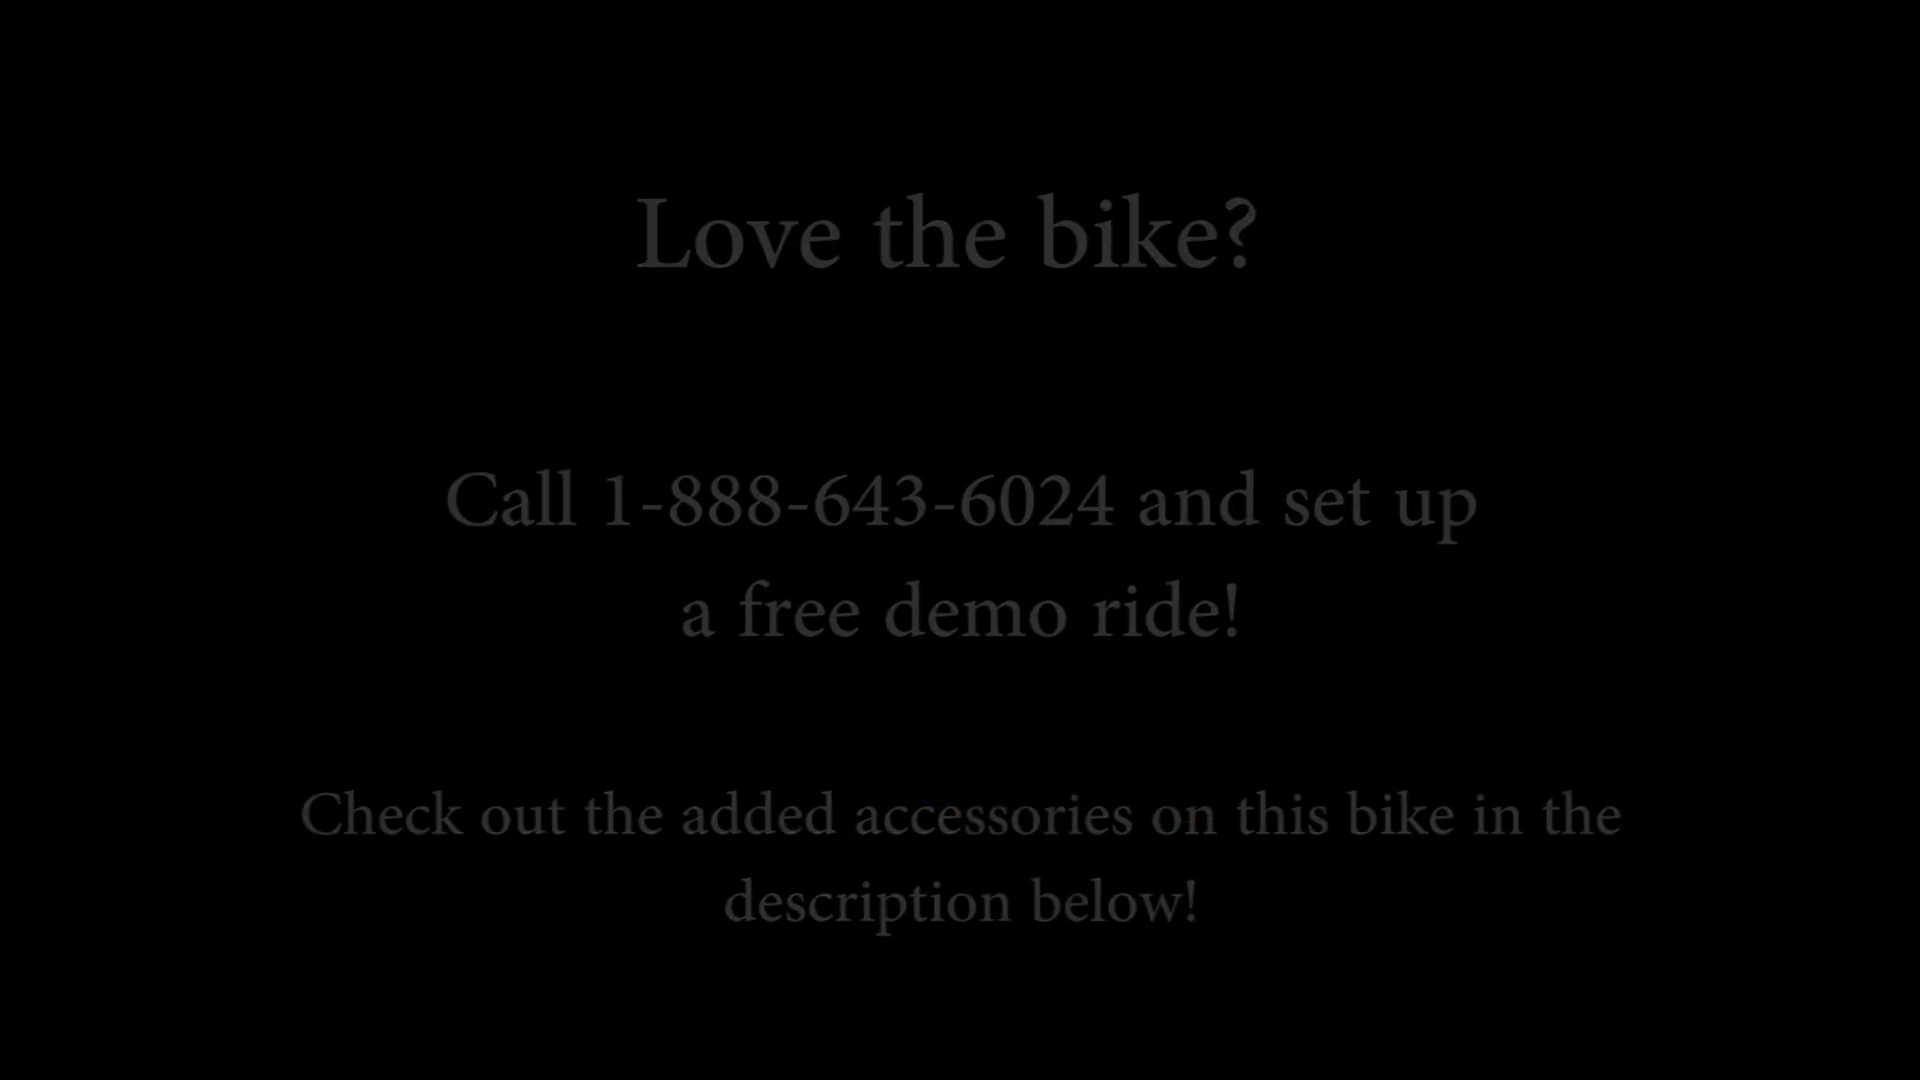 Love the bike?
Call 1-888-643-6024 and set up
a free demo ride!
Check out the added accessories on this bike in the
description below!